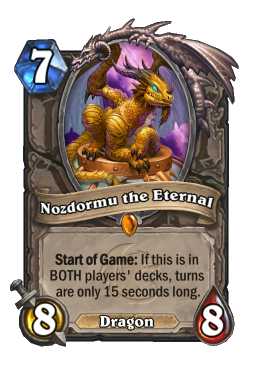 7
Nozdormu the Eternal
Start of Game: If this is in
BOTH players' decks, turns
are only 15 seconds long.
8
Dragon
8